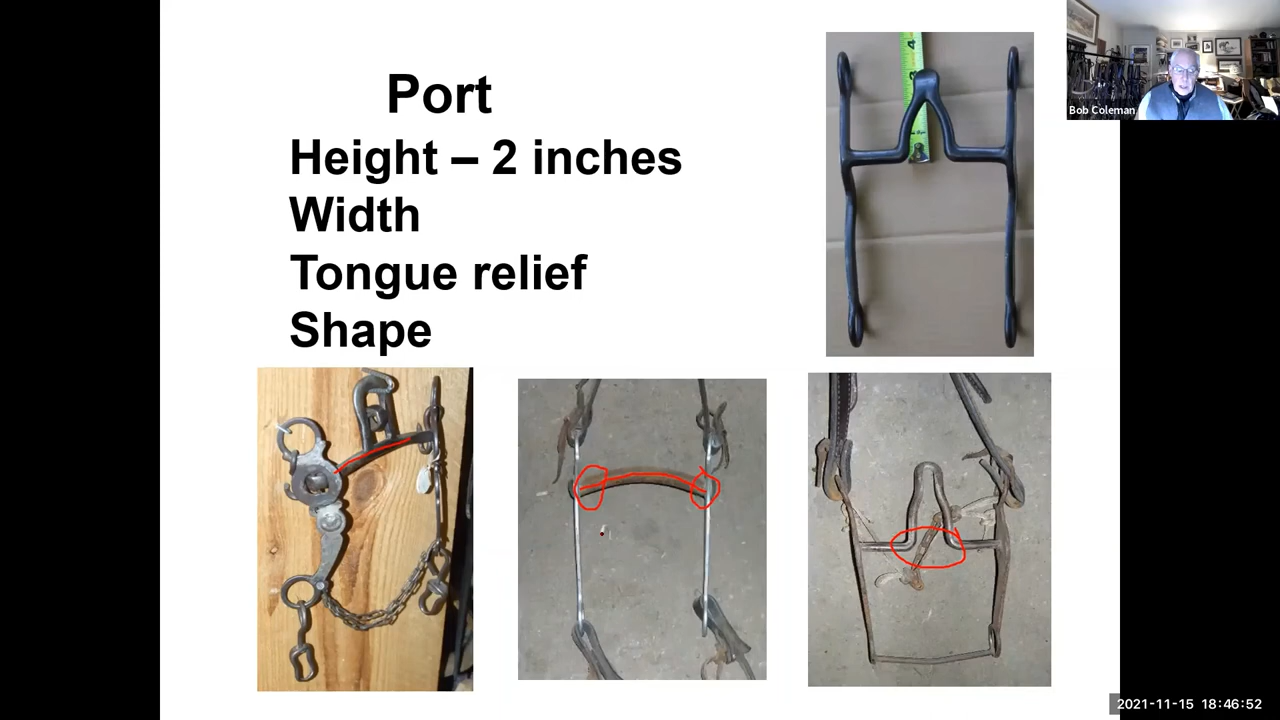 Port
Height – 2 inches
Width
Tongue relief
Shape
Bob Coleman
2021-11-15 18:46:52